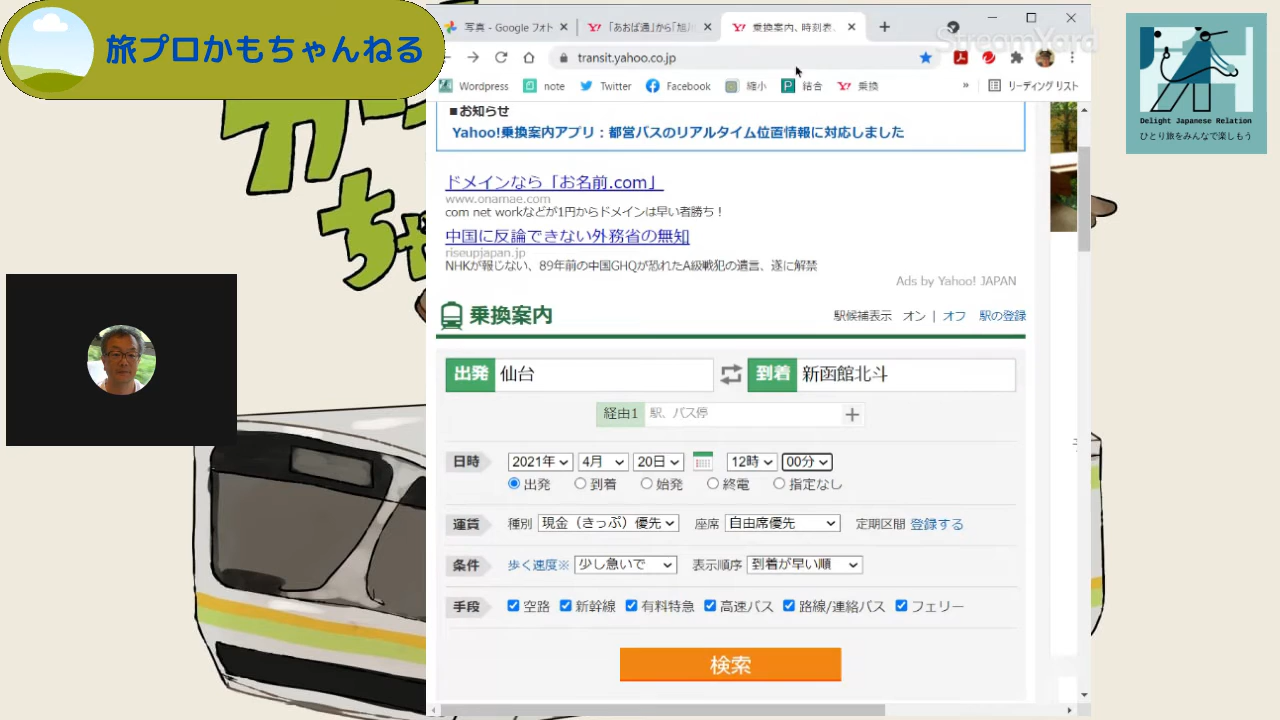 旅プロかもちゃんねる
写真 - Google フォト
「あおば通」から「旭川
乗換案内、時刻表、
StreamYard
transit.yahoo.co.jp
Wordpress note Twitter Facebook 縮小 結合 乗換 » リーディング リスト
■お知らせ
Yahoo!乗換案内アプリ：都営バスのリアルタイム位置情報に対応しました
ドメインなら「お名前.com」
www.onamae.com
com net workなどが1円からドメインは早い者勝ち！
中国に反論できない外務省の無知
riseupjapan.jp
NHKが報じない、89年前の中国GHQが恐れたA級戦犯の遺言、遂に解禁
Ads by Yahoo! JAPAN
乗換案内
駅候補表示 オン | オフ 駅の登録
出発 仙台 到着 新函館北斗
経由1 駅、バス停
日時 2021年 4月 20日 12時 00分
出発 到着 始発 終電 指定なし
運賃 種別 現金（きっぷ）優先 座席 自由席優先 定期区間 登録する
条件 歩く速度※ 少し急いで 表示順序 到着が早い順
手段 空路 新幹線 有料特急 高速バス 路線/連絡バス フェリー
検索
Delight Japanese Relation
ひとり旅をみんなで楽しもう